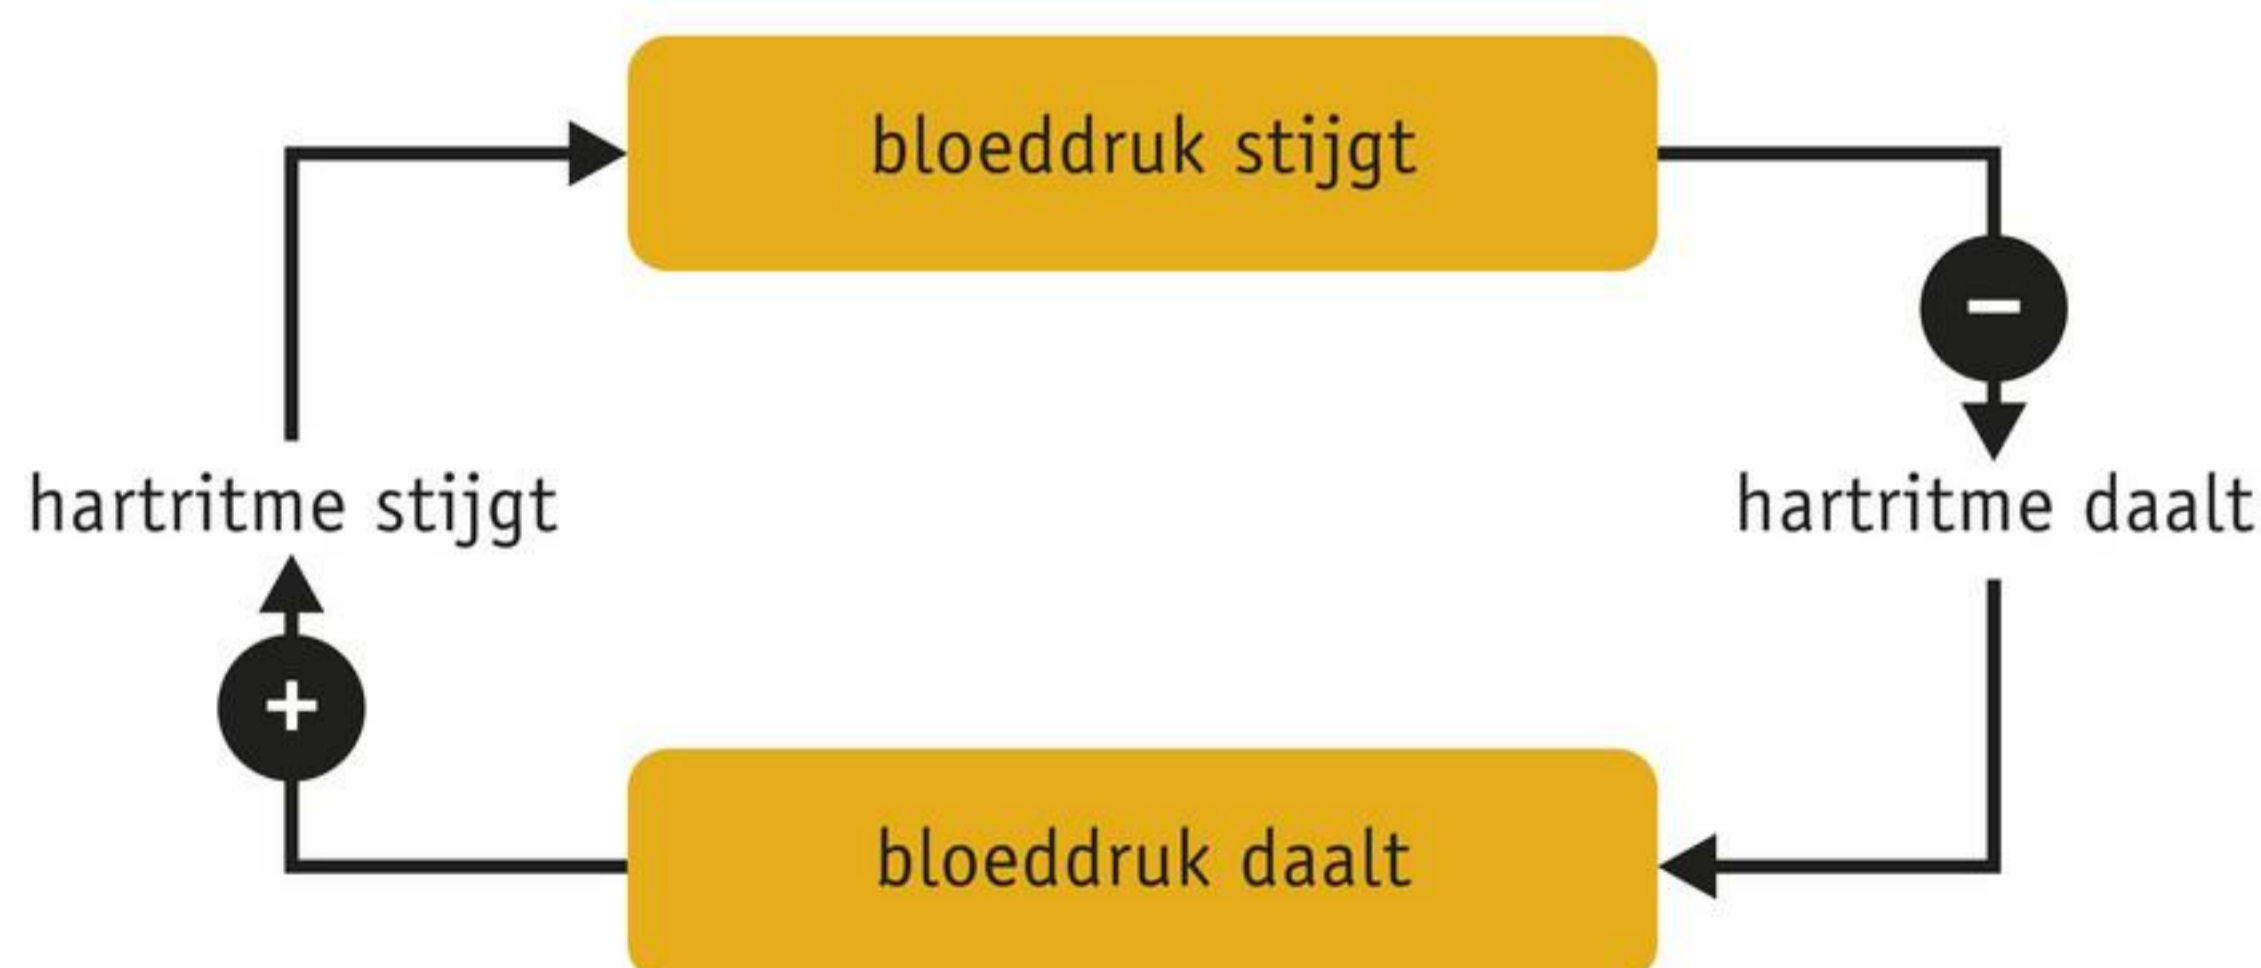 bloeddruk stijgt
−
hartritme stijgt
hartritme daalt
+
bloeddruk daalt